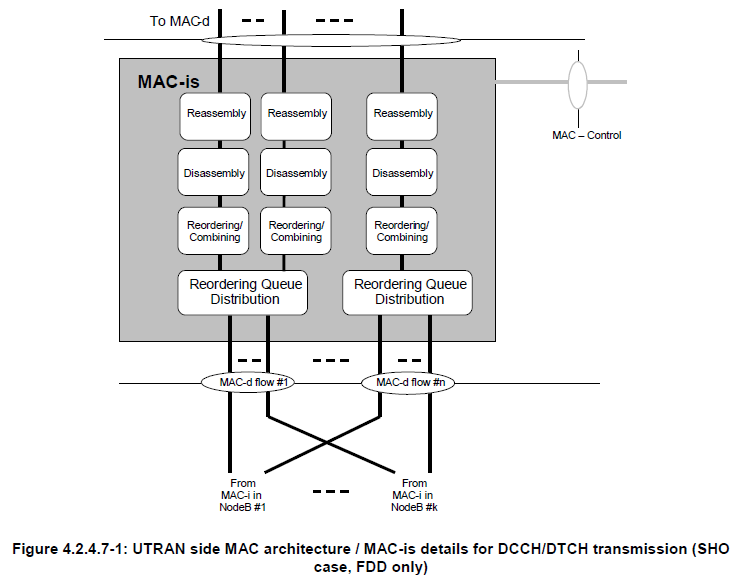 To MAC-d
MAC-is
MAC – Control
Reassembly Reassembly Reassembly
Disassembly Disassembly Disassembly
Reordering/ Reordering/ Reordering/
Combining Combining Combining
Reordering Queue Reordering Queue
Distribution Distribution
MAC-d flow #1 MAC-d flow #n
From From
MAC-i in MAC-i in
NodeB #1 NodeB #k
Figure 4.2.4.7-1: UTRAN side MAC architecture / MAC-is details for DCCH/DTCH transmission (SHO
case, FDD only)